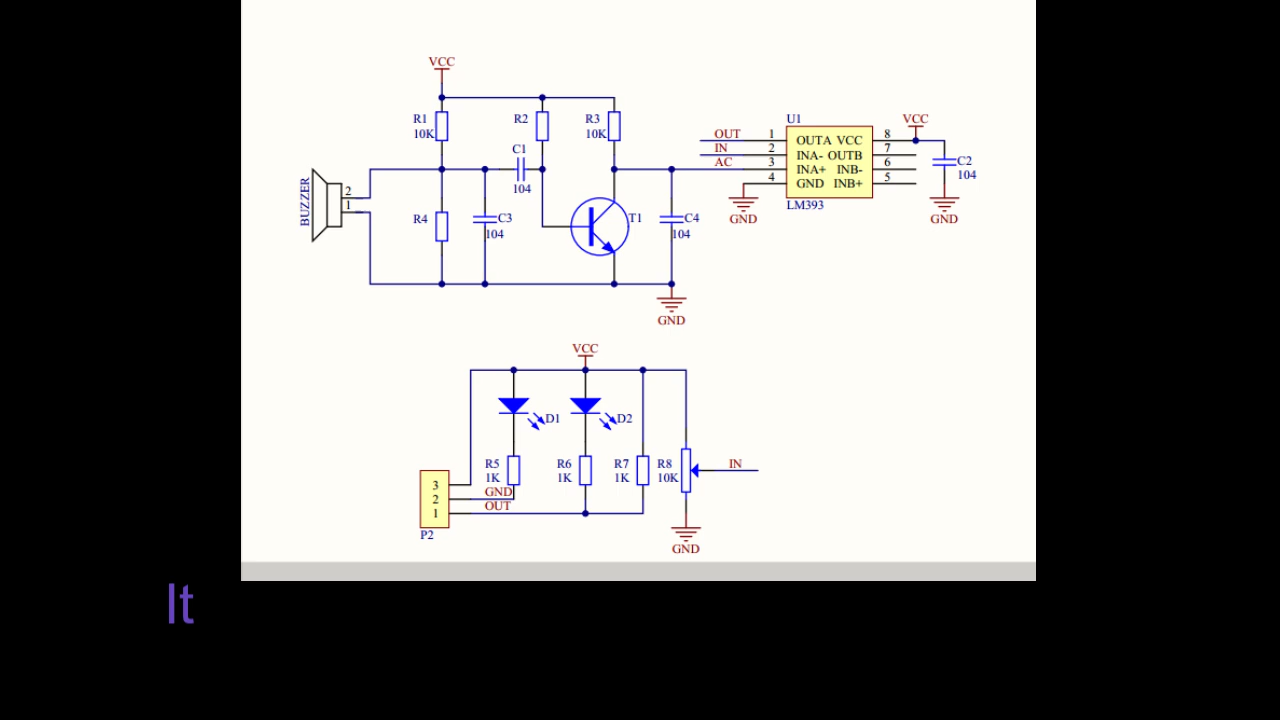 VCC
R1
10K
R2
R3
10K
C1
104
BUZZER
2
1
R4
C3
104
T1
C4
104
GND
OUT
IN
AC
1
2
3
4
U1
OUTA VCC
INA- OUTB
INA+ INB-
GND INB+
LM393
8
7
6
5
VCC
C2
104
GND
GND
VCC
D1
D2
R5
1K
R6
1K
R7
1K
R8
10K
IN
3
2
1
GND
OUT
P2
GND
It